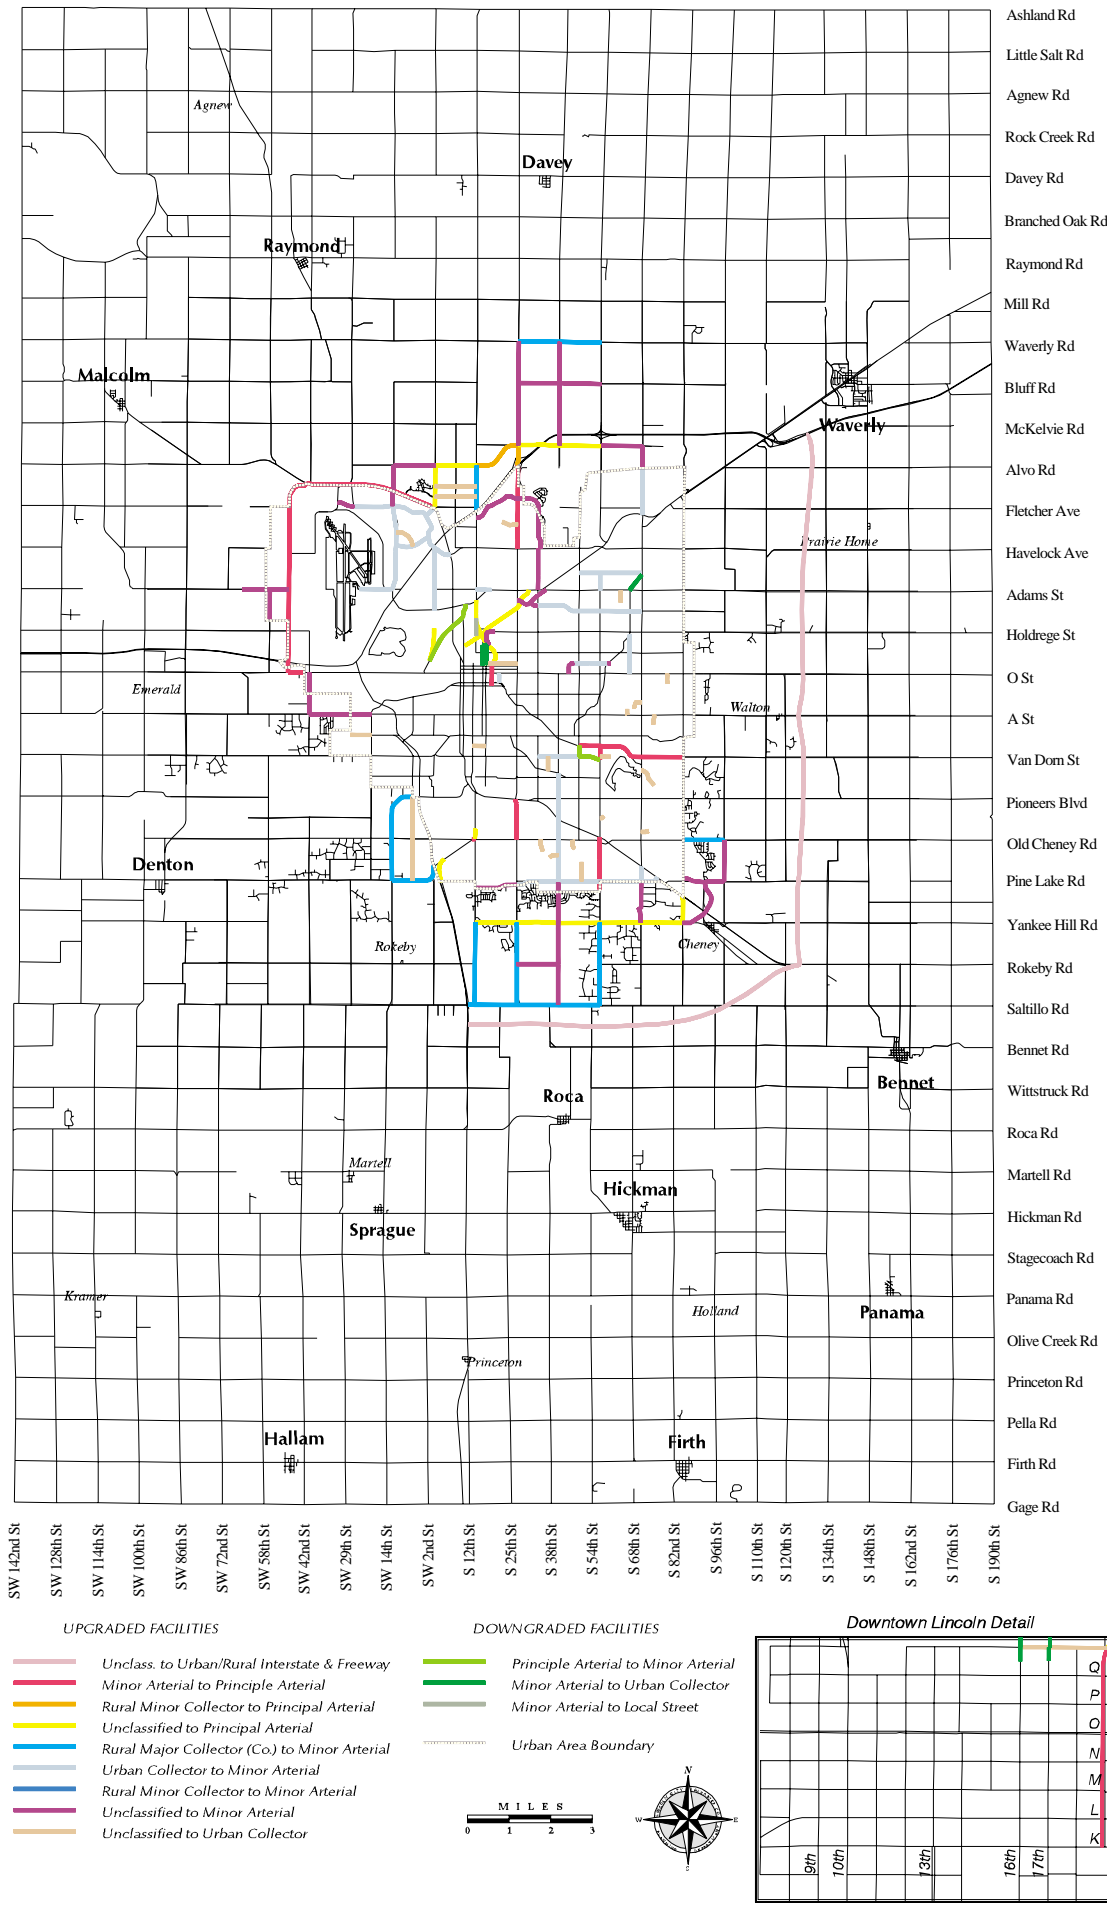 Ashland Rd
Little Salt Rd
Agnew Rd
Agnew
Rock Creek Rd
Davey
Davey Rd
Branched Oak Rd
Raymond
Raymond Rd
Mill Rd
Waverly Rd
Malcolm
Bluff Rd
Waverly
McKelvie Rd
Alvo Rd
Fletcher Ave
Prairie Home
Havelock Ave
Adams St
Holdrege St
O St
Emerald
Walton
A St
Van Dorn St
Pioneers Blvd
Old Cheney Rd
Denton
Pine Lake Rd
Yankee Hill Rd
Rokeby
Cheney
Rokeby Rd
Saltillo Rd
Bennet Rd
Bennet
Wittstruck Rd
Roca
Roca Rd
Martell
Martell Rd
Hickman
Hickman Rd
Sprague
Stagecoach Rd
Kramer
Panama Rd
Holland
Panama
Olive Creek Rd
Princeton
Princeton Rd
Pella Rd
Hallam
Firth
Firth Rd
Gage Rd
SW 142nd St
SW 128th St
SW 114th St
SW 100th St
SW 86th St
SW 72nd St
SW 58th St
SW 42nd St
SW 29th St
SW 14th St
SW 2nd St
S 12th St
S 25th St
S 38th St
S 54th St
S 68th St
S 82nd St
S 96th St
S 110th St
S 120th St
S 134th St
S 148th St
S 162nd St
S 176th St
S 190th St
UPGRADED FACILITIES
Unclass. to Urban/Rural Interstate & Freeway
Minor Arterial to Principle Arterial
Rural Minor Collector to Principal Arterial
Unclassified to Principal Arterial
Rural Major Collector (Co.) to Minor Arterial
Urban Collector to Minor Arterial
Rural Minor Collector to Minor Arterial
Unclassified to Minor Arterial
Unclassified to Urban Collector
DOWNGRADED FACILITIES
Principle Arterial to Minor Arterial
Minor Arterial to Urban Collector
Minor Arterial to Local Street
Urban Area Boundary
MILES
0 1 2 3
N
W E
S
Downtown Lincoln Detail
Q
P
O
N
M
L
K
9th
10th
13th
16th
17th